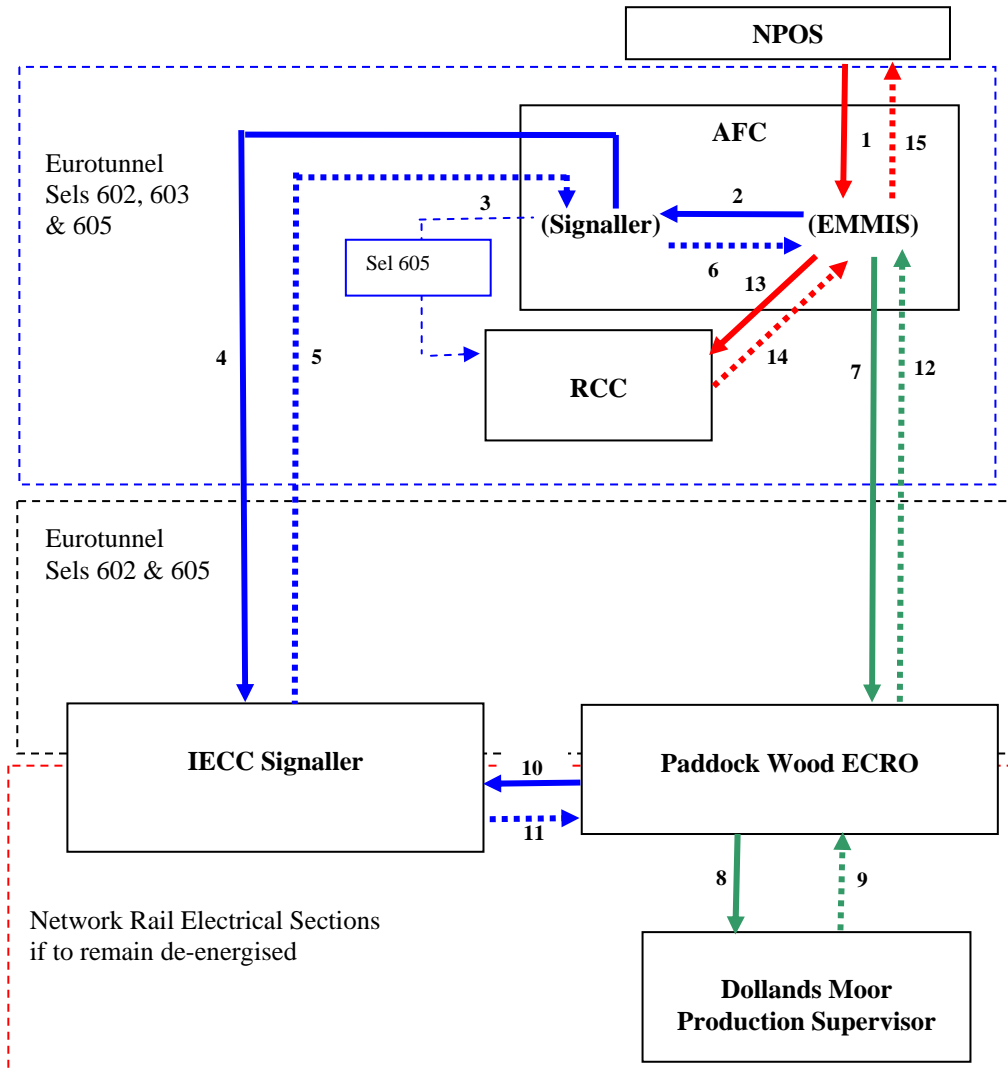 NPOS
AFC
1
15
Eurotunnel
Sels 602, 603
& 605
3
2
(Signaller)
(EMMIS)
Sel 605
6
13
4
5
14
7
12
RCC
Eurotunnel
Sels 602 & 605
IECC Signaller
Paddock Wood ECRO
10
11
8
9
Network Rail Electrical Sections
if to remain de-energised
Dollands Moor
Production Supervisor